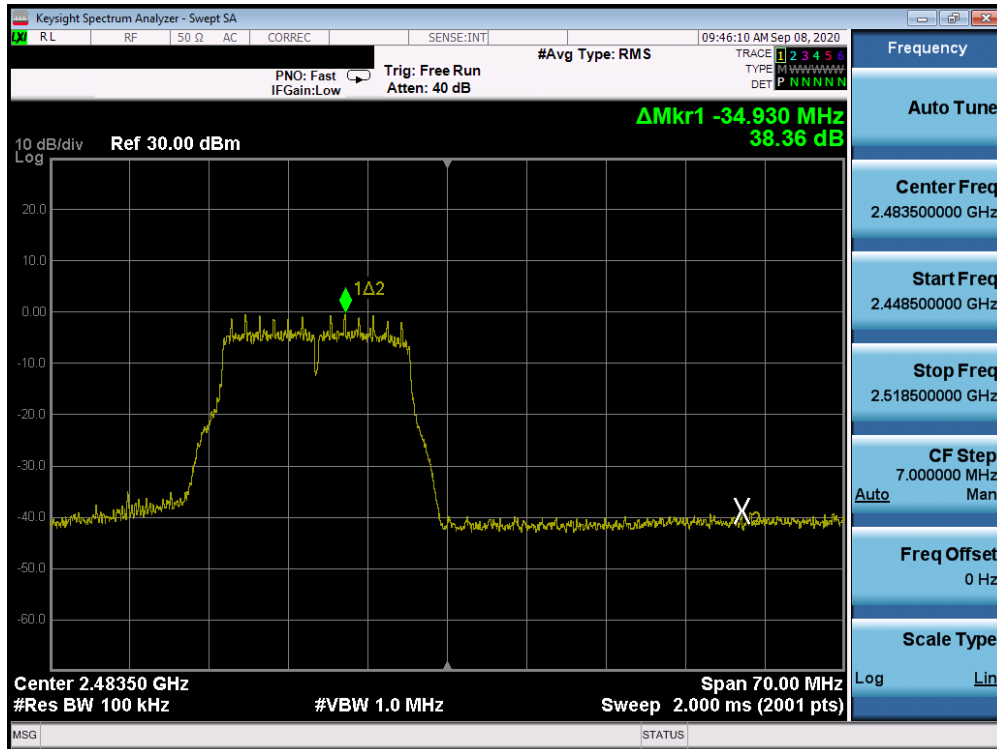 Keysight Spectrum Analyzer - Swept SA
LXI RL RF 50 Ω AC CORREC SENSE:INT 09:46:10 AM Sep 08, 2020
#Avg Type: RMS
TRACE 1 2 3 4 5 6
PNO: Fast Trig: Free Run
TYPE M WWWWW
IFGain:Low Atten: 40 dB
DET P N N N N N
ΔMkr1 -34.930 MHz
38.36 dB
10 dB/div Ref 30.00 dBm
Log
20.0
10.0
1Δ2
0.00
-10.0
-20.0
-30.0
-40.0
-50.0
-60.0
Center 2.48350 GHz Span 70.00 MHz
#Res BW 100 kHz #VBW 1.0 MHz Sweep 2.000 ms (2001 pts)
MSG STATUS
Frequency
Auto Tune
Center Freq
2.483500000 GHz
Start Freq
2.448500000 GHz
Stop Freq
2.518500000 GHz
CF Step
7.000000 MHz
Auto Man
Freq Offset
0 Hz
Scale Type
Log Lin